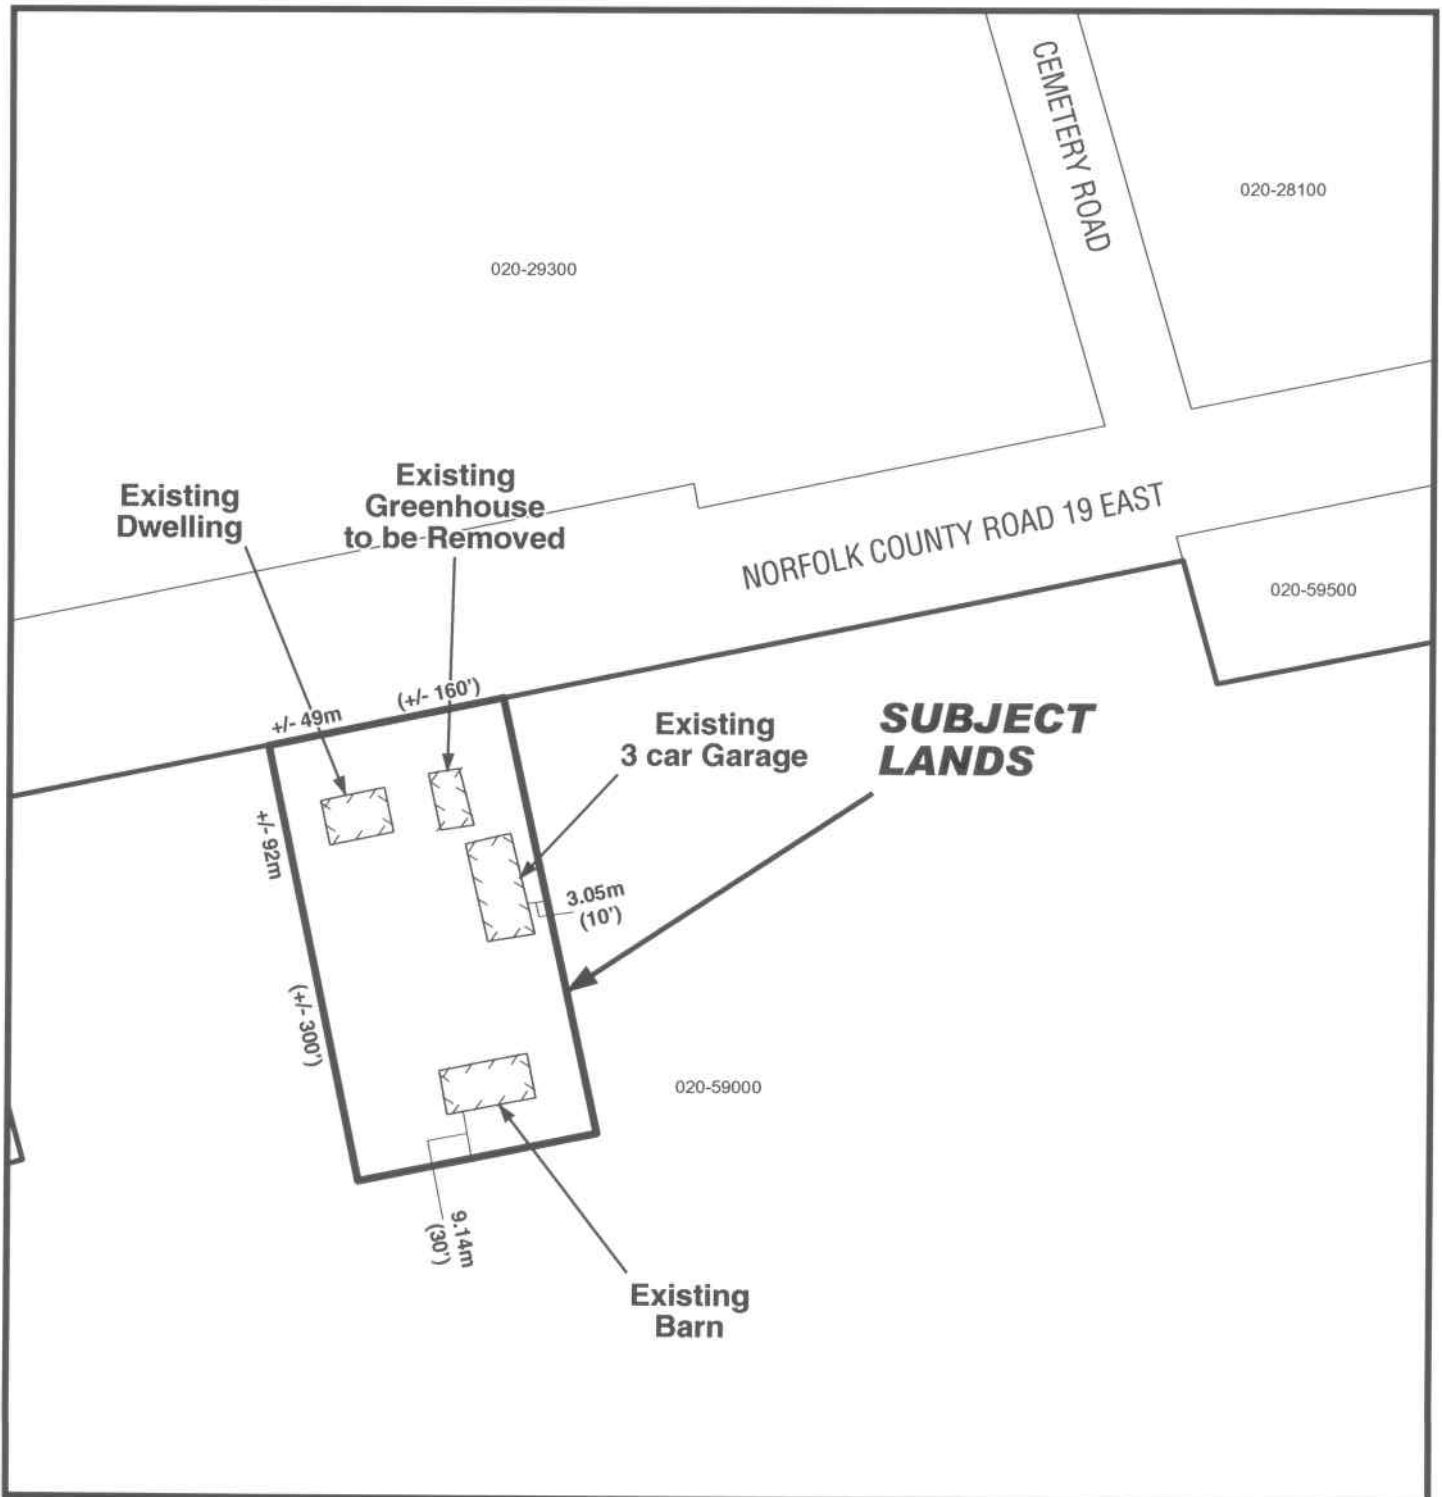 CEMETERY ROAD
020-28100
020-29300
Existing
Dwelling
Existing
Greenhouse
to be Removed
NORFOLK COUNTY ROAD 19 EAST
020-59500
+/- 49m
(+/- 160')
Existing
3 car Garage
SUBJECT
LANDS
+/- 92m
(+/- 300')
3.05m
(10')
020-59000
9.14m
(30')
Existing
Barn